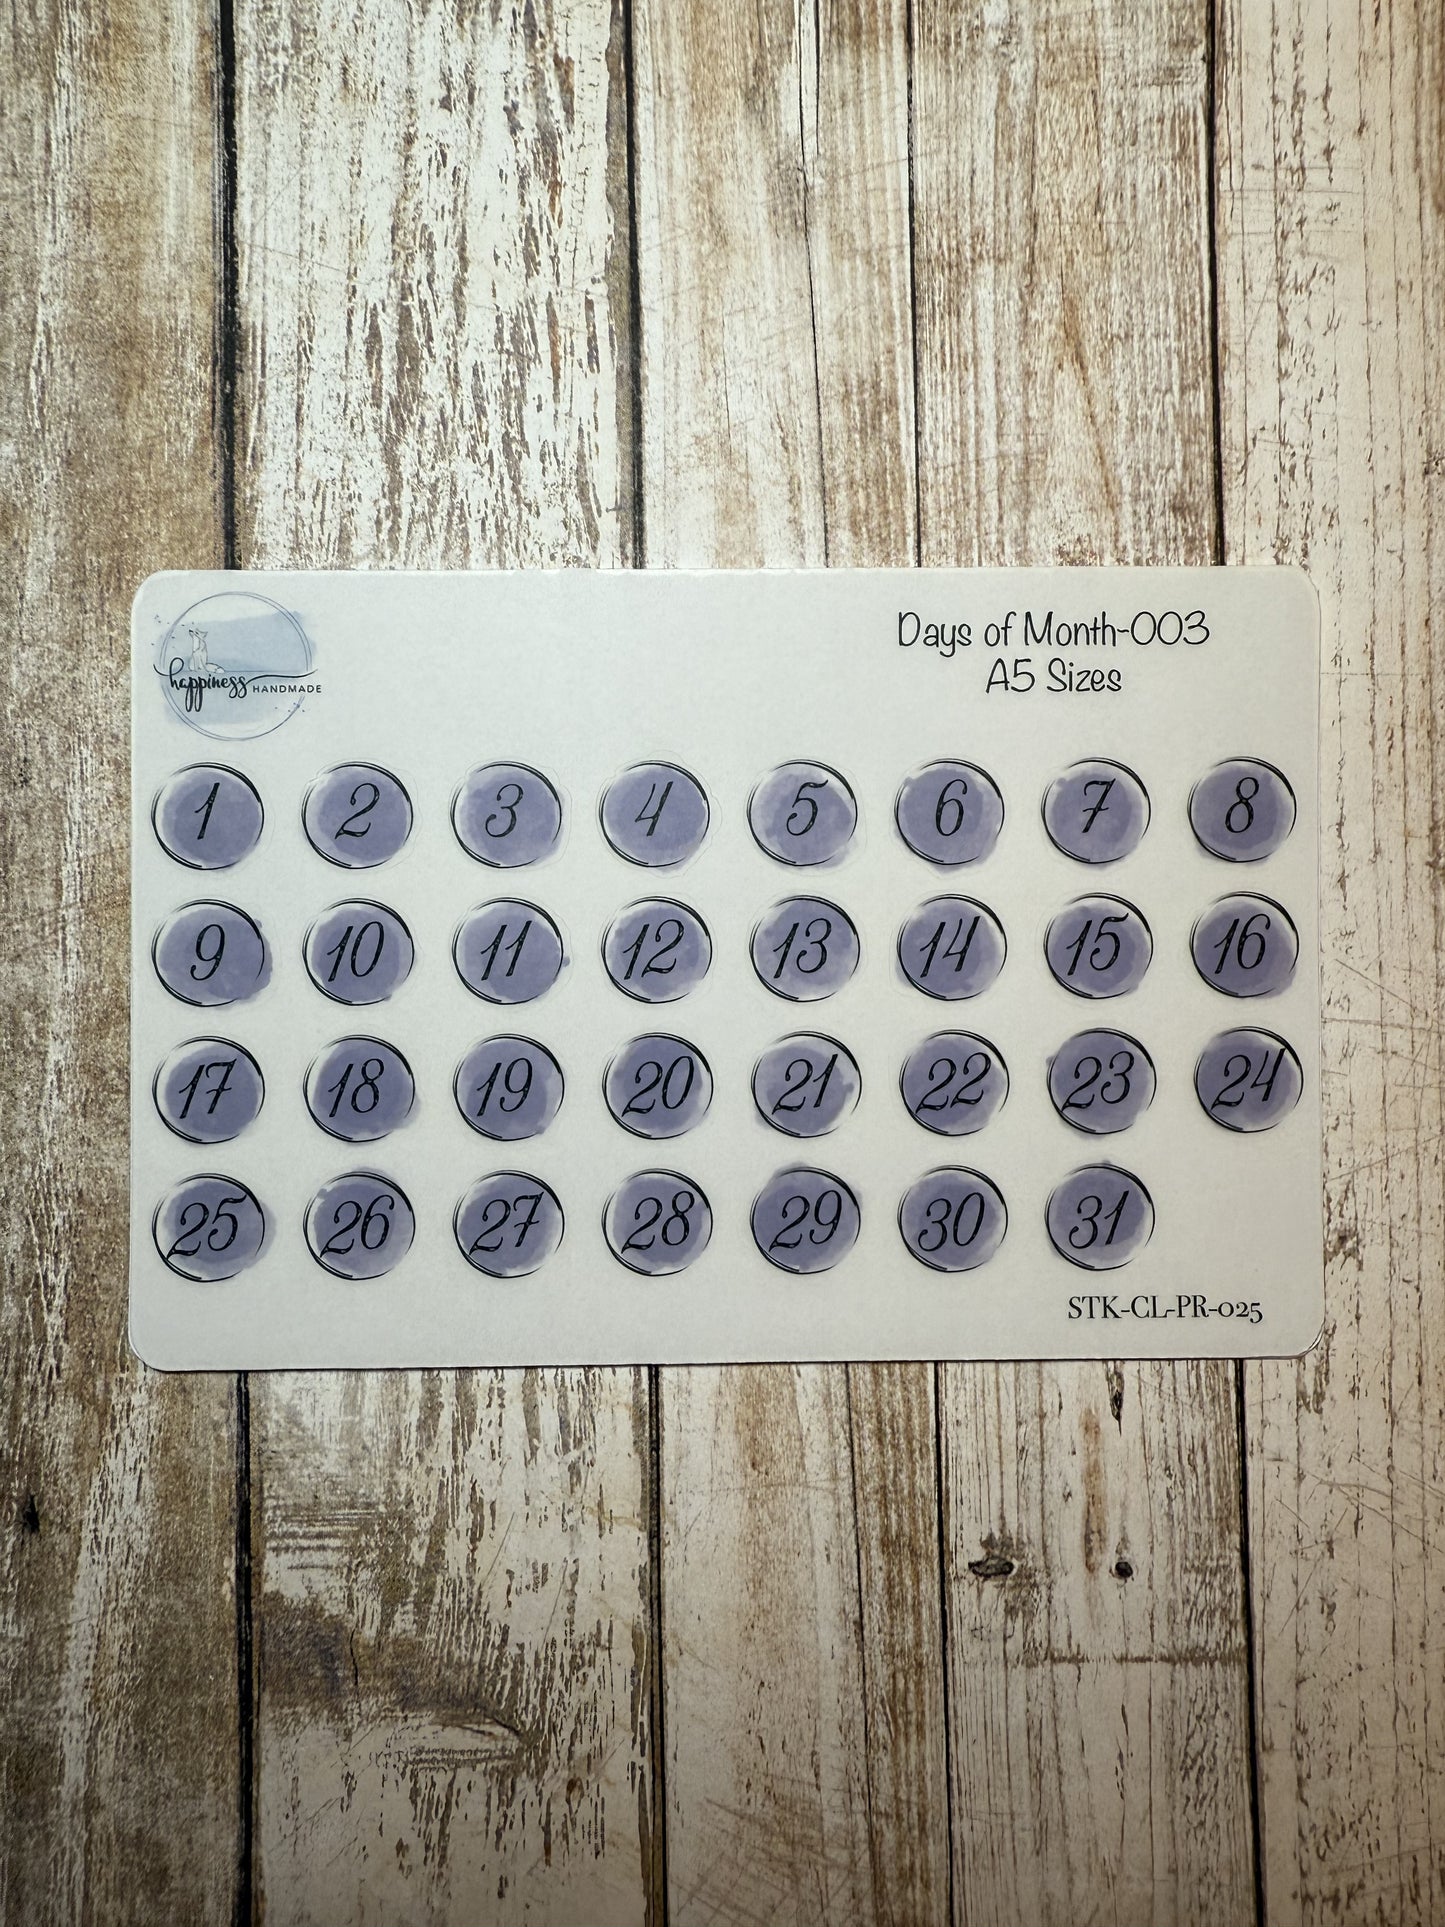 happiness HANDMADE
Days of Month-003
A5 Sizes
1 2 3 4 5 6 7 8
9 10 11 12 13 14 15 16
17 18 19 20 21 22 23 24
25 26 27 28 29 30 31
STK-CL-PR-025